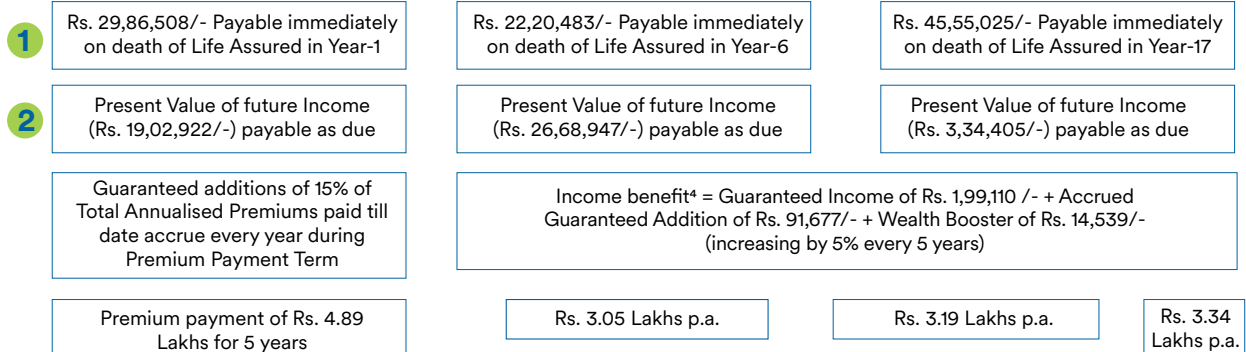 1
Rs. 29,86,508/- Payable immediately
on death of Life Assured in Year-1
Rs. 22,20,483/- Payable immediately
on death of Life Assured in Year-6
Rs. 45,55,025/- Payable immediately
on death of Life Assured in Year-17
2
Present Value of future Income
(Rs. 19,02,922/-) payable as due
Present Value of future Income
(Rs. 26,68,947/-) payable as due
Present Value of future Income
(Rs. 3,34,405/-) payable as due
Guaranteed additions of 15% of
Total Annualised Premiums paid till
date accrue every year during
Premium Payment Term
Income benefit⁴ = Guaranteed Income of Rs. 1,99,110 /- + Accrued
Guaranteed Addition of Rs. 91,677/- + Wealth Booster of Rs. 14,539/-
(increasing by 5% every 5 years)
Premium payment of Rs. 4.89
Lakhs for 5 years
Rs. 3.05 Lakhs p.a.
Rs. 3.19 Lakhs p.a.
Rs. 3.34
Lakhs p.a.